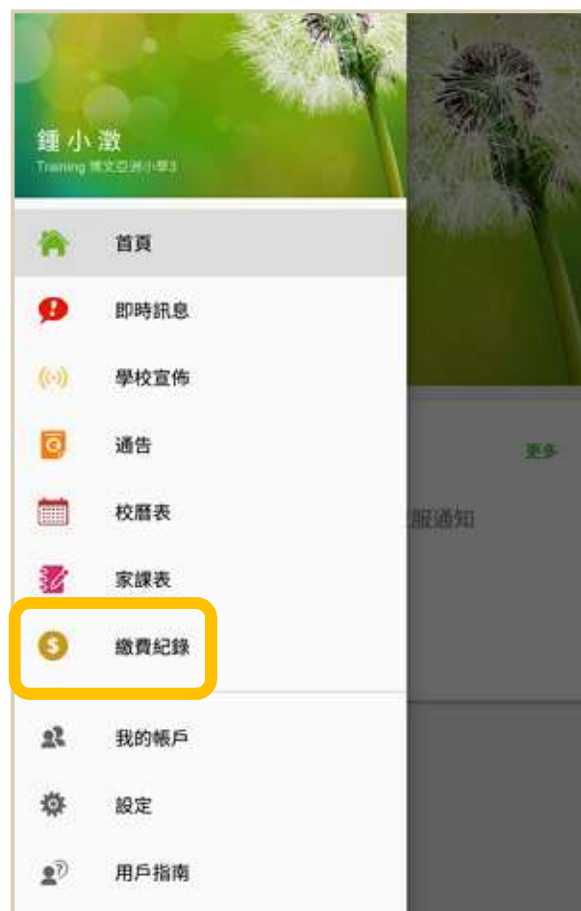 鍾小澂
Training 博文亞洲小學3
首頁
即時訊息
學校宣佈
通告
更多
校曆表
服通知
家課表
繳費紀錄
我的帳戶
設定
用戶指南